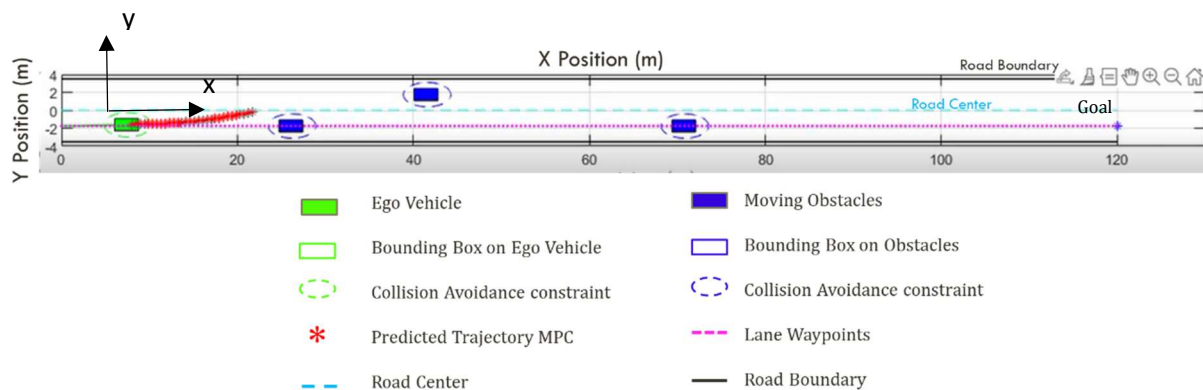 y
X Position (m)
Road Boundary
Y Position (m)
4
2
0
-2
-4
x
Road Center
Goal
0
20
40
60
80
100
120
Ego Vehicle
Moving Obstacles
Bounding Box on Ego Vehicle
Bounding Box on Obstacles
Collision Avoidance constraint
Collision Avoidance constraint
Predicted Trajectory MPC
Lane Waypoints
Road Center
Road Boundary